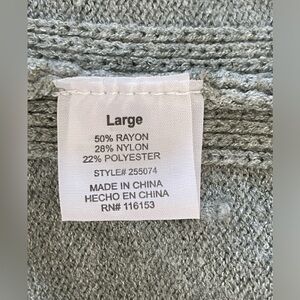 Large
50% RAYON
28% NYLON
22% POLYESTER
STYLE# 255074
MADE IN CHINA
HECHO EN CHINA
RN# 116153